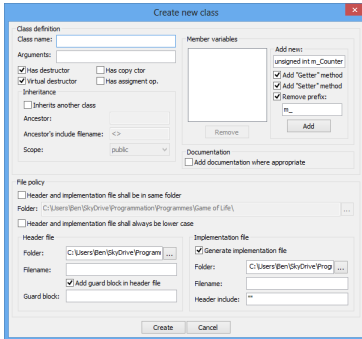 Create new class
Class definition
Class name:
Arguments:
Has destructor
Has copy ctor
Virtual destructor
Has assigment op.
Inheritance
Inherits another class
Ancestor:
Ancestor's include filename: <>
Scope: public
Member variables
Remove
Add new:
unsigned int m_Counter
Add "Getter" method
Add "Setter" method
Remove prefix:
m_
Add
Documentation
Add documentation where appropriate
File policy
Header and implementation file shall be in same folder
Folder: C:\Users\Ben\SkyDrive\Programmation\Programmes\Game of Life\ ...
Header and implementation file shall always be lower case
Header file
Folder: C:\Users\Ben\SkyDrive\Programm ...
Filename:
Add guard block in header file
Guard block:
Implementation file
Generate implementation file
Folder: C:\Users\Ben\SkyDrive\Progr ...
Filename:
Header include: ""
Create
Cancel